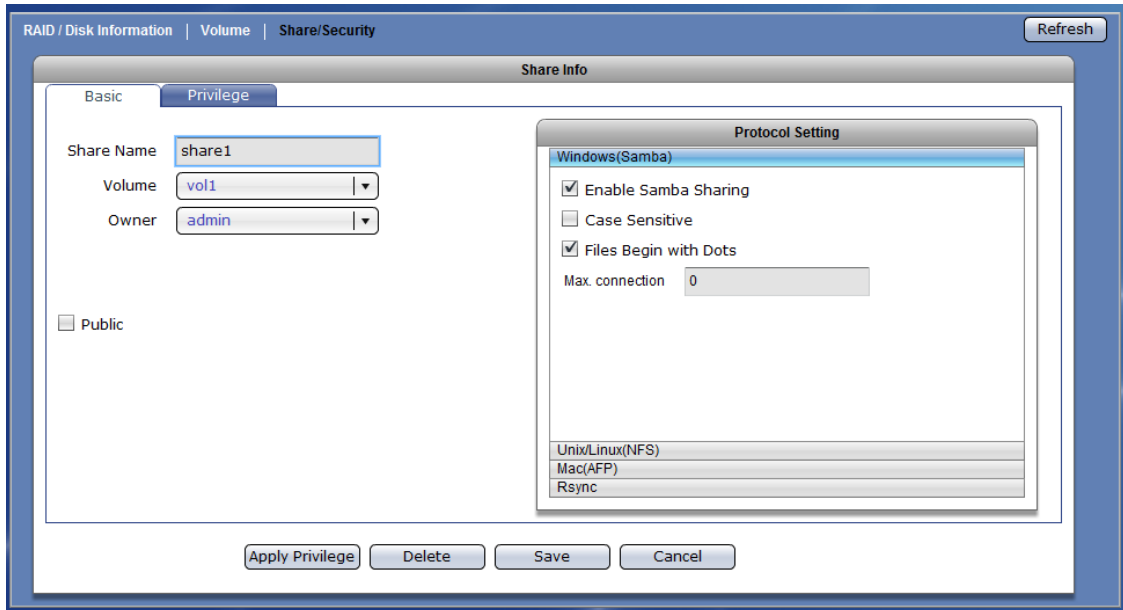 RAID / Disk Information | Volume | Share/Security
Refresh
Share Info
Basic
Privilege
Share Name share1
Volume vol1
Owner admin
Public
Protocol Setting
Windows(Samba)
Enable Samba Sharing
Case Sensitive
Files Begin with Dots
Max. connection 0
Unix/Linux(NFS)
Mac(AFP)
Rsync
Apply Privilege
Delete
Save
Cancel